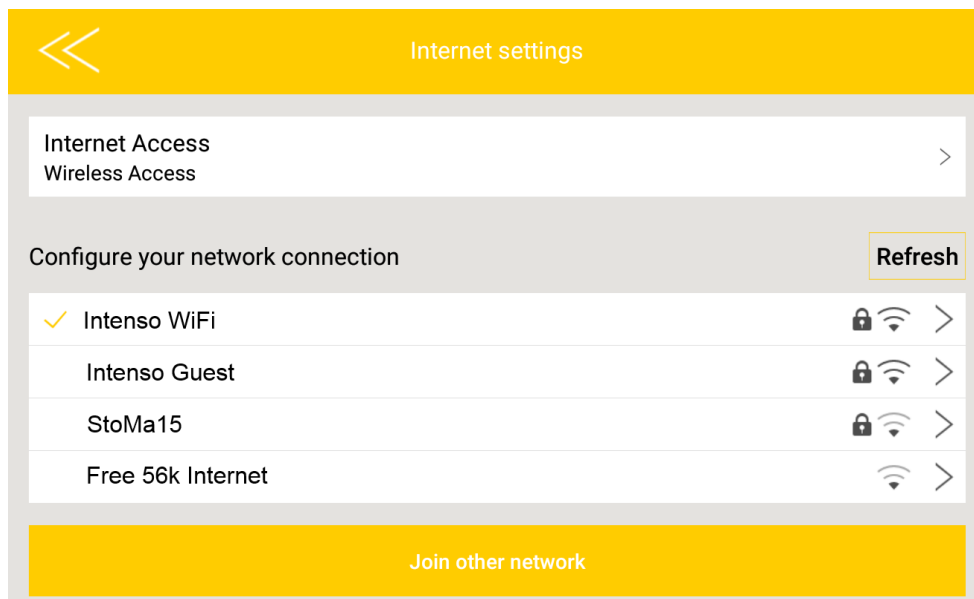 Internet settings
Internet Access
Wireless Access
Configure your network connection
Refresh
Intenso WiFi
Intenso Guest
StoMa15
Free 56k Internet
Join other network